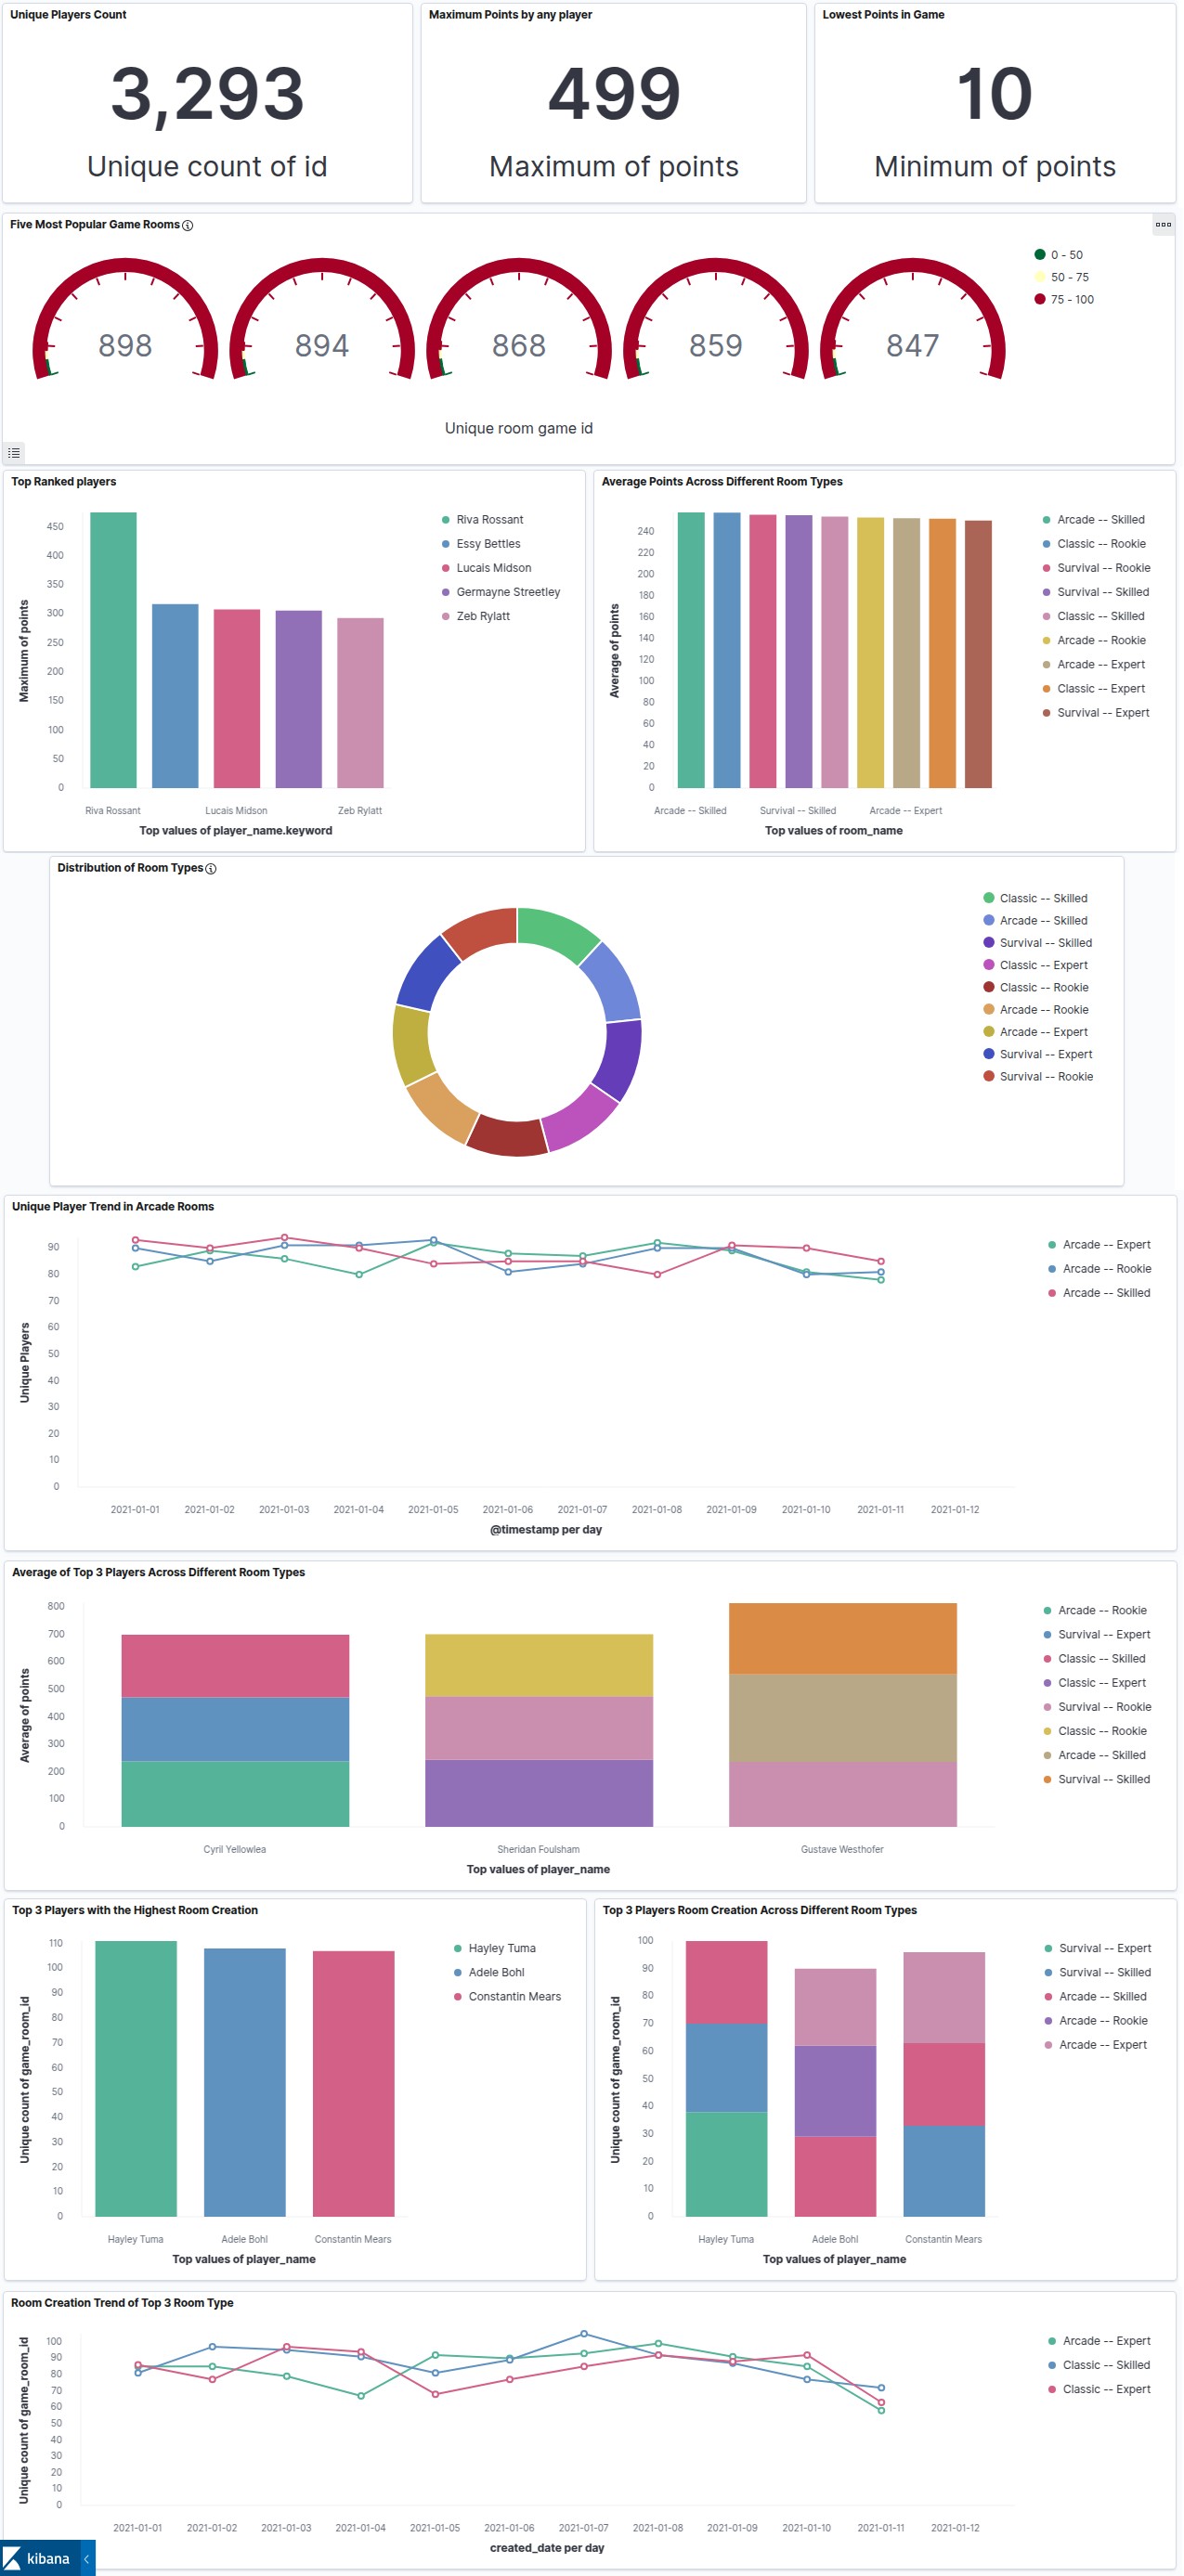 Unique Players Count
3,293
Unique count of id
Maximum Points by any player
499
Maximum of points
Lowest Points in Game
10
Minimum of points
Five Most Popular Game Rooms
898
894
868
859
847
Unique room game id
0 - 50
50 - 75
75 - 100
Top Ranked players
Maximum of points
450
400
350
300
250
200
150
100
50
0
Riva Rossant
Lucais Midson
Zeb Rylatt
Top values of player_name.keyword
Riva Rossant
Essy Bettles
Lucais Midson
Germayne Streetley
Zeb Rylatt
Average Points Across Different Room Types
Average of points
240
220
200
180
160
140
120
100
80
60
40
20
0
Arcade -- Skilled
Survival -- Skilled
Arcade -- Expert
Top values of room_name
Arcade -- Skilled
Classic -- Rookie
Survival -- Rookie
Survival -- Skilled
Classic -- Skilled
Arcade -- Rookie
Arcade -- Expert
Classic -- Expert
Survival -- Expert
Distribution of Room Types
Classic -- Skilled
Arcade -- Skilled
Survival -- Skilled
Classic -- Expert
Classic -- Rookie
Arcade -- Rookie
Arcade -- Expert
Survival -- Expert
Survival -- Rookie
Unique Player Trend in Arcade Rooms
Unique Players
90
80
70
60
50
40
30
20
10
0
2021-01-01
2021-01-02
2021-01-03
2021-01-04
2021-01-05
2021-01-06
2021-01-07
2021-01-08
2021-01-09
2021-01-10
2021-01-11
2021-01-12
@timestamp per day
Arcade -- Expert
Arcade -- Rookie
Arcade -- Skilled
Average of Top 3 Players Across Different Room Types
Average of points
800
700
600
500
400
300
200
100
0
Cyril Yellowlea
Sheridan Foulsham
Gustave Westhofer
Top values of player_name
Arcade -- Rookie
Survival -- Expert
Classic -- Skilled
Classic -- Expert
Survival -- Rookie
Classic -- Rookie
Arcade -- Skilled
Survival -- Skilled
Top 3 Players with the Highest Room Creation
Unique count of game_room_id
110
100
90
80
70
60
50
40
30
20
10
0
Hayley Tuma
Adele Bohl
Constantin Mears
Top values of player_name
Hayley Tuma
Adele Bohl
Constantin Mears
Top 3 Players Room Creation Across Different Room Types
Unique count of game_room_id
100
90
80
70
60
50
40
30
20
10
0
Hayley Tuma
Adele Bohl
Constantin Mears
Top values of player_name
Survival -- Expert
Survival -- Skilled
Arcade -- Skilled
Arcade -- Rookie
Arcade -- Expert
Room Creation Trend of Top 3 Room Type
Unique count of game_room_id
100
90
80
70
60
50
40
30
20
10
0
2021-01-01
2021-01-02
2021-01-03
2021-01-04
2021-01-05
2021-01-06
2021-01-07
2021-01-08
2021-01-09
2021-01-10
2021-01-11
2021-01-12
created_date per day
Arcade -- Expert
Classic -- Skilled
Classic -- Expert
kibana